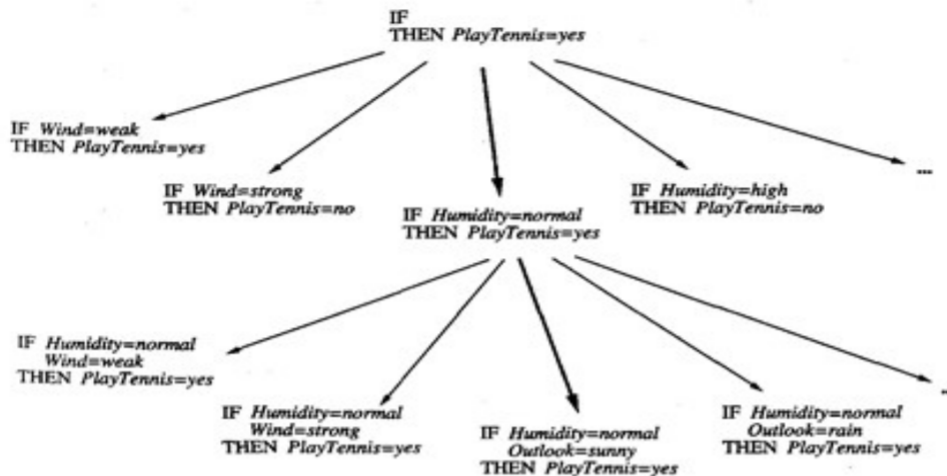 IF
THEN PlayTennis=yes
IF Wind=weak
THEN PlayTennis=yes
IF Wind=strong
THEN PlayTennis=no
IF Humidity=normal
THEN PlayTennis=yes
IF Humidity=high
THEN PlayTennis=no
...
IF Humidity=normal
Wind=weak
THEN PlayTennis=yes
IF Humidity=normal
Wind=strong
THEN PlayTennis=yes
IF Humidity=normal
Outlook=sunny
THEN PlayTennis=yes
IF Humidity=normal
Outlook=rain
THEN PlayTennis=yes
...